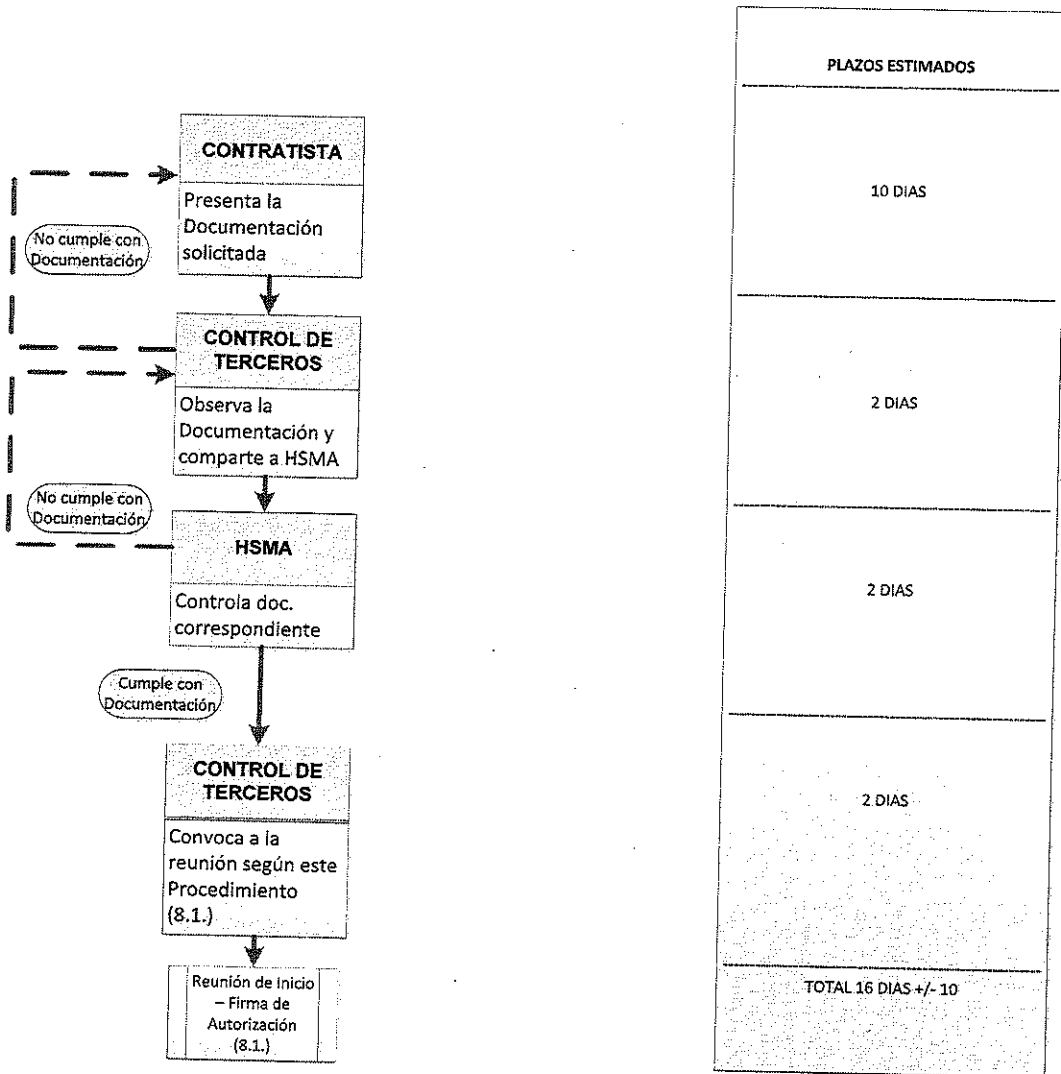 PLAZOS ESTIMADOS
CONTRATISTA
Presenta la
Documentación
solicitada
10 DIAS
No cumple con
Documentación
CONTROL DE
TERCEROS
Observa la
Documentación y
comparte a HSMA
2 DIAS
No cumple con
Documentación
HSMA
Controla doc.
correspondiente
2 DIAS
Cumple con
Documentación
CONTROL DE
TERCEROS
Convoca a la
reunión según este
Procedimiento
(8.1.)
2 DIAS
Reunión de Inicio
– Firma de
Autorización
(8.1.)
TOTAL 16 DIAS +/- 10